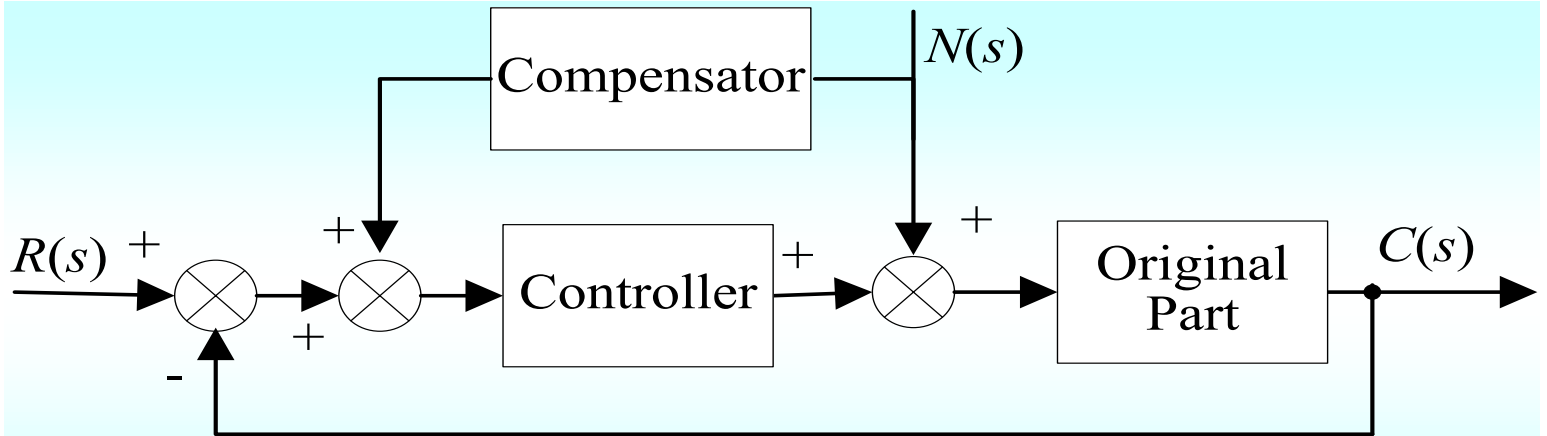 Compensator
N(s)
R(s)
+
+
+
-
Controller
+
+
Original
Part
C(s)